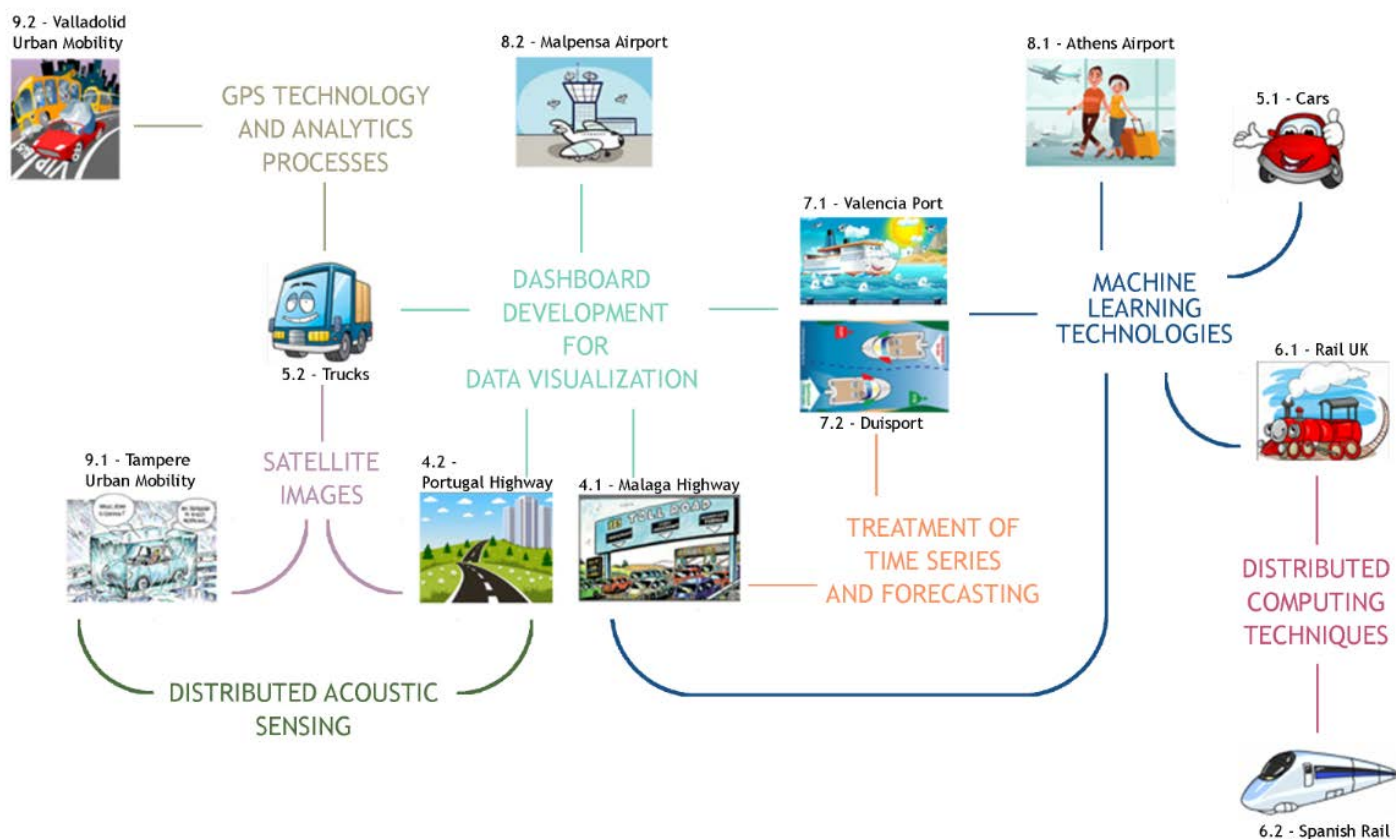 9.2 - Valladolid
Urban Mobility
8.2 - Malpensa Airport
8.1 - Athens Airport
5.1 - Cars
GPS TECHNOLOGY
AND ANALYTICS
PROCESSES
VIP
BUS
7.1 - Valencia Port
DASHBOARD
DEVELOPMENT
FOR
DATA VISUALIZATION
MACHINE
LEARNING
TECHNOLOGIES
5.2 - Trucks
6.1 - Rail UK
7.2 - Duisport
9.1 - Tampere
Urban Mobility
SATELLITE
IMAGES
4.2 -
Portugal Highway
4.1 - Malaga Highway
TOLL ROAD
TREATMENT OF
TIME SERIES
AND FORECASTING
DISTRIBUTED
COMPUTING
TECHNIQUES
DISTRIBUTED ACOUSTIC
SENSING
6.2 - Spanish Rail